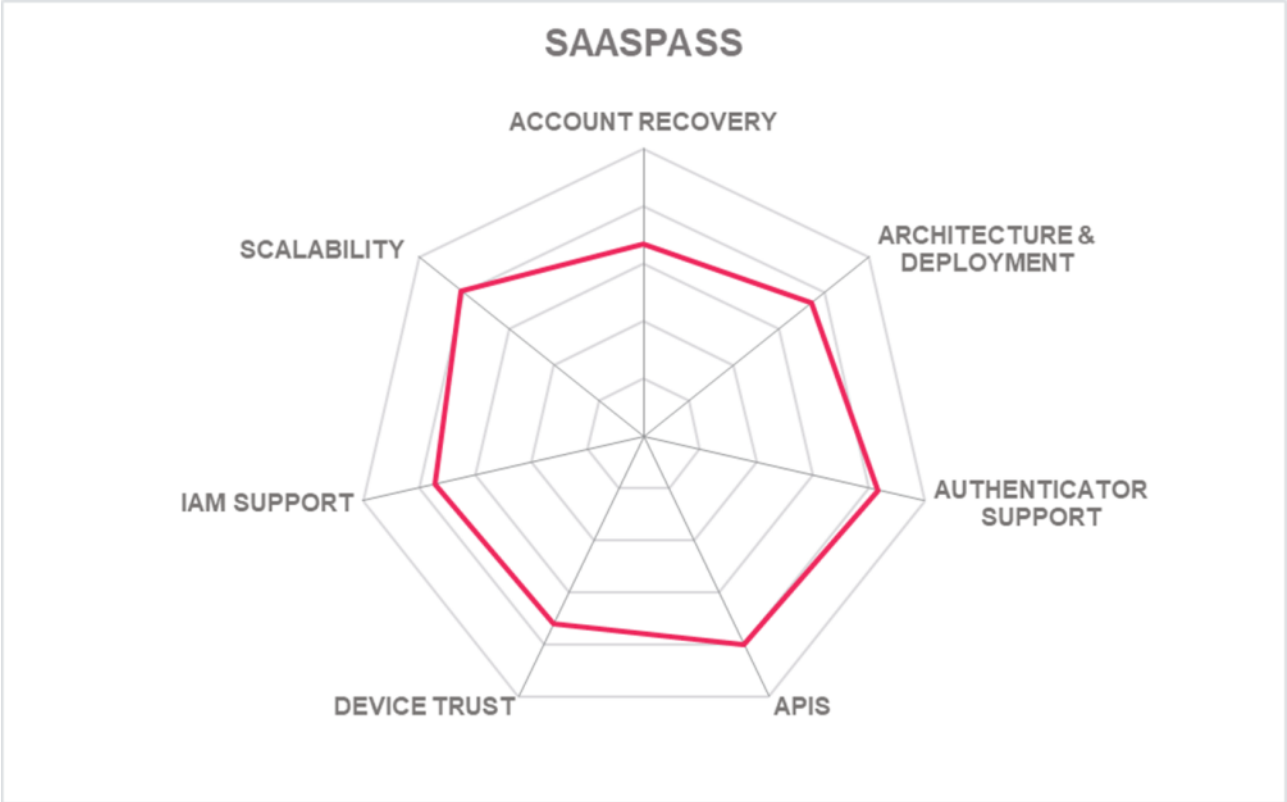 SAASPASS
ACCOUNT RECOVERY
ARCHITECTURE &
DEPLOYMENT
SCALABILITY
AUTHENTICATOR
SUPPORT
IAM SUPPORT
DEVICE TRUST
APIS